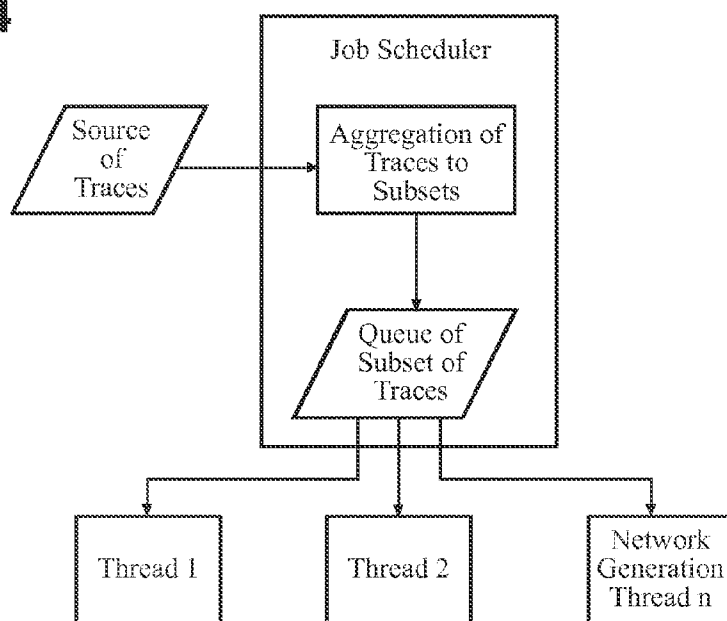 Job Scheduler
Source
of
Traces
Aggregation of
Traces to
Subsets
Queue of
Subset of
Traces
Thread 1
Thread 2
Network
Generation
Thread n